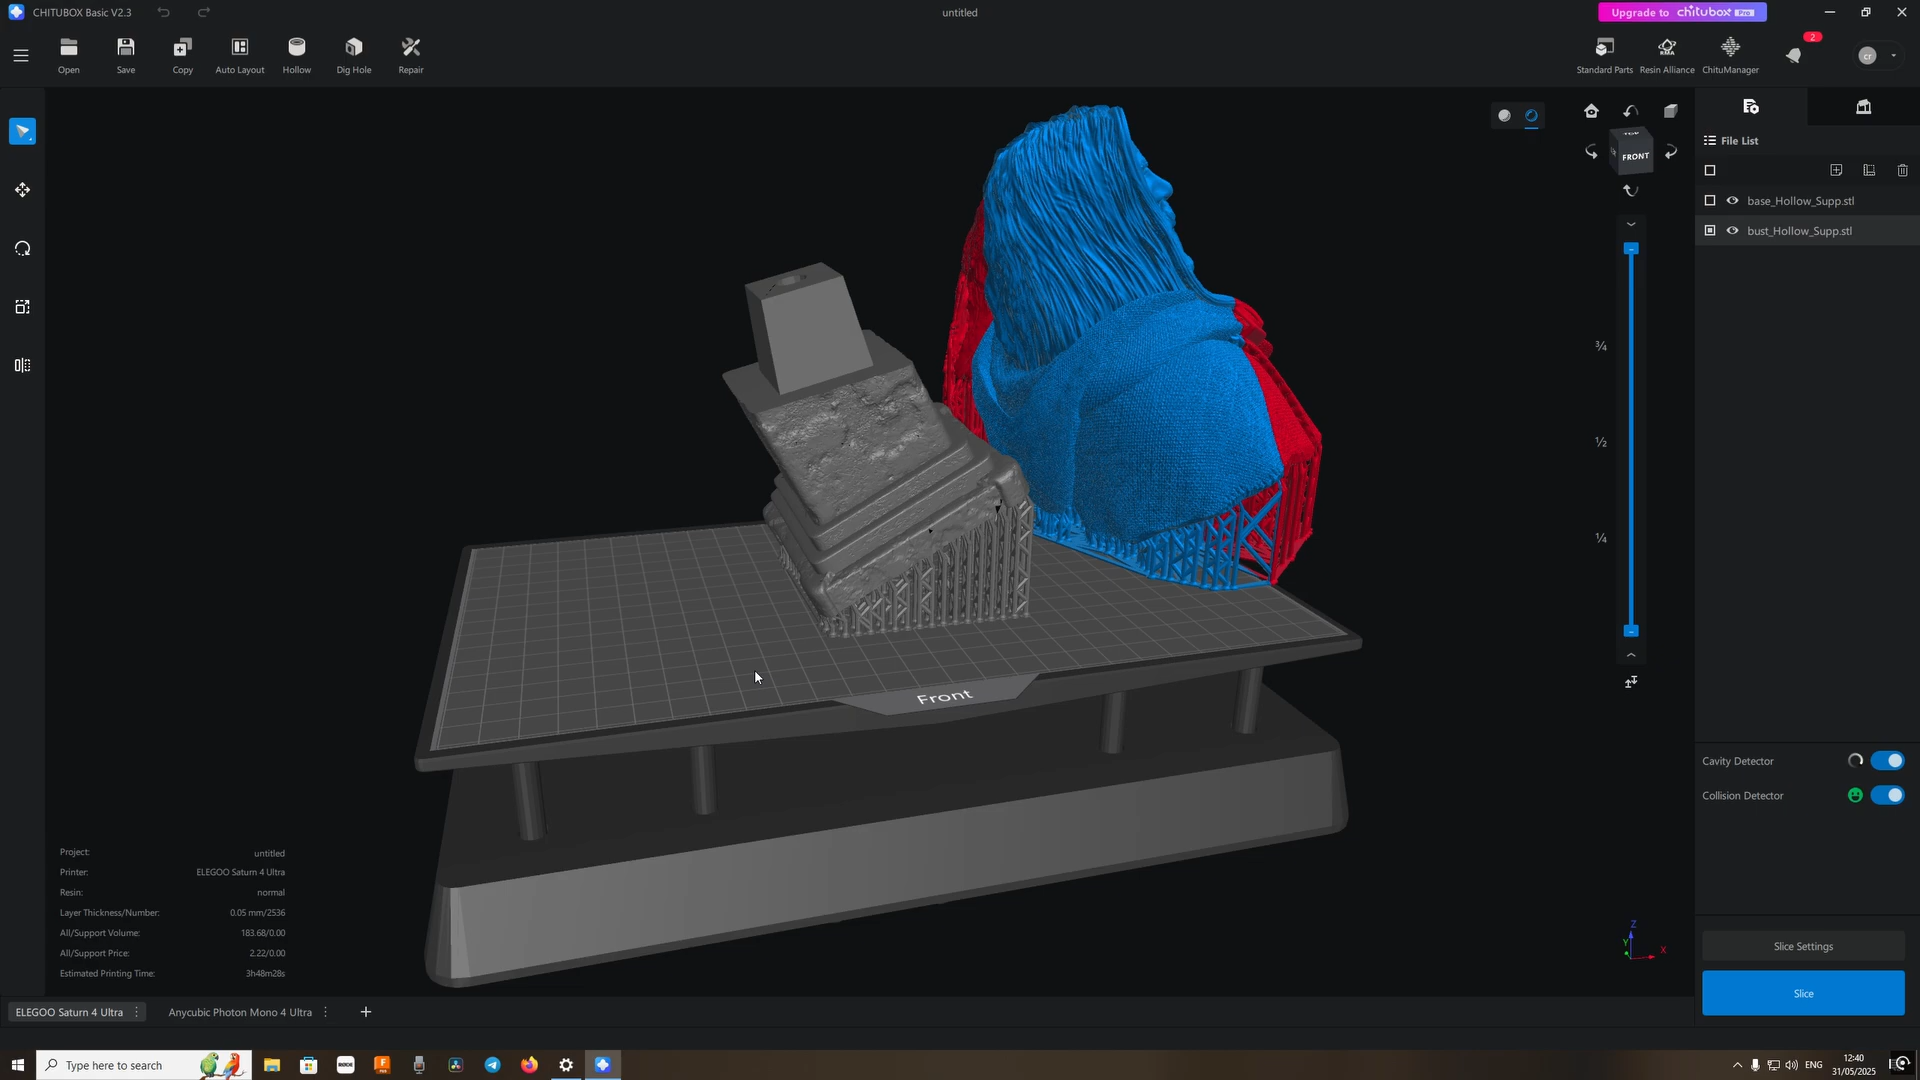 CHITUBOX Basic V2.3
untitled
Upgrade to chitubox Pro
Open
Save
Copy
Auto Layout
Hollow
Dig Hole
Repair
Standard Parts
Resin Alliance
ChituManager
2
cr
File List
FRONT
base_Hollow_Supp.stl
bust_Hollow_Supp.stl
¾
½
¼
Front
Cavity Detector
Collision Detector
Project: untitled
Printer: ELEGOO Saturn 4 Ultra
Resin: normal
Layer Thickness/Number: 0.05 mm/2536
All/Support Volume: 183.68/0.00
All/Support Price: 2.22/0.00
Estimated Printing Time: 3h48m28s
Z
Y
X
Slice Settings
Slice
ELEGOO Saturn 4 Ultra
Anycubic Photon Mono 4 Ultra
Type here to search
ENG
12:40
31/05/2025